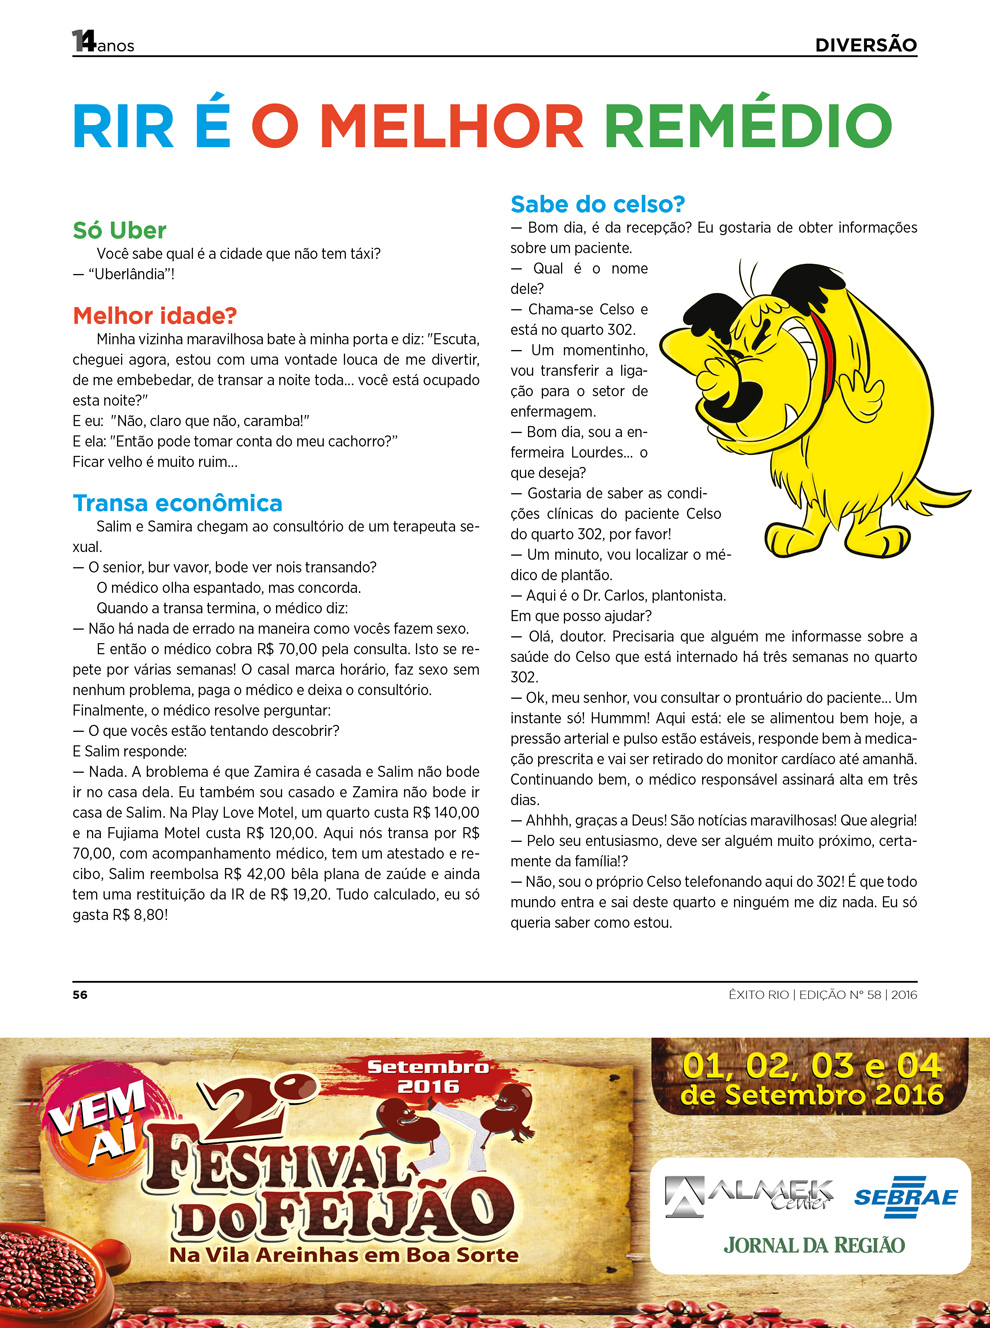 14anos
DIVERSÃO
RIR É O MELHOR REMÉDIO
Só Uber
Você sabe qual é a cidade que não tem táxi?
— “Uberlândia”!
Melhor idade?
Minha vizinha maravilhosa bate à minha porta e diz: "Escuta,
cheguei agora, estou com uma vontade louca de me divertir,
de me embebedar, de transar a noite toda... você está ocupado
esta noite?"
E eu:  "Não, claro que não, caramba!"
E ela: "Então pode tomar conta do meu cachorro?”
Ficar velho é muito ruim...
Transa econômica
Salim e Samira chegam ao consultório de um terapeuta se-
xual.
— O senior, bur vavor, bode ver nois transando?
O médico olha espantado, mas concorda.
Quando a transa termina, o médico diz:
— Não há nada de errado na maneira como vocês fazem sexo.
E então o médico cobra R$ 70,00 pela consulta. Isto se re-
pete por várias semanas! O casal marca horário, faz sexo sem
nenhum problema, paga o médico e deixa o consultório.
Finalmente, o médico resolve perguntar:
— O que vocês estão tentando descobrir?
E Salim responde:
— Nada. A broblema é que Zamira é casada e Salim não bode
ir no casa dela. Eu também sou casado e Zamira não bode ir
casa de Salim. Na Play Love Motel, um quarto custa R$ 140,00
e na Fujiama Motel custa R$ 120,00. Aqui nós transa por R$
70,00, com acompanhamento médico, tem um atestado e re-
cibo, Salim reembolsa R$ 42,00 bêla plana de zaúde e ainda
tem uma restituição da IR de R$ 19,20. Tudo calculado, eu só
gasta R$ 8,80!
Sabe do celso?
— Bom dia, é da recepção? Eu gostaria de obter informações
sobre um paciente.
— Qual é o nome
dele?
— Chama-se Celso e
está no quarto 302.
— Um momentinho,
vou transferir a liga-
ção para o setor de
enfermagem.
— Bom dia, sou a en-
fermeira Lourdes... o
que deseja?
— Gostaria de saber as condi-
ções clínicas do paciente Celso
do quarto 302, por favor!
— Um minuto, vou localizar o mé-
dico de plantão.
— Aqui é o Dr. Carlos, plantonista.
Em que posso ajudar?
— Olá, doutor. Precisaria que alguém me informasse sobre a
saúde do Celso que está internado há três semanas no quarto
302.
— Ok, meu senhor, vou consultar o prontuário do paciente... Um
instante só! Hummm! Aqui está: ele se alimentou bem hoje, a
pressão arterial e pulso estão estáveis, responde bem à medica-
ção prescrita e vai ser retirado do monitor cardíaco até amanhã.
Continuando bem, o médico responsável assinará alta em três
dias.
— Ahhhh, graças a Deus! São notícias maravilhosas! Que alegria!
— Pelo seu entusiasmo, deve ser alguém muito próximo, certa-
mente da família!?
— Não, sou o próprio Celso telefonando aqui do 302! É que todo
mundo entra e sai deste quarto e ninguém me diz nada. Eu só
queria saber como estou.
56
ÊXITO RIO | EDIÇÃO Nº 58 | 2016
VEM
AÍ
2º
FESTIVAL
DO FEIJÃO
Setembro
2016
Na Vila Areinhas em Boa Sorte
01, 02, 03 e 04
de Setembro 2016
ALMEK
Center
SEBRAE
JORNAL DA REGIÃO